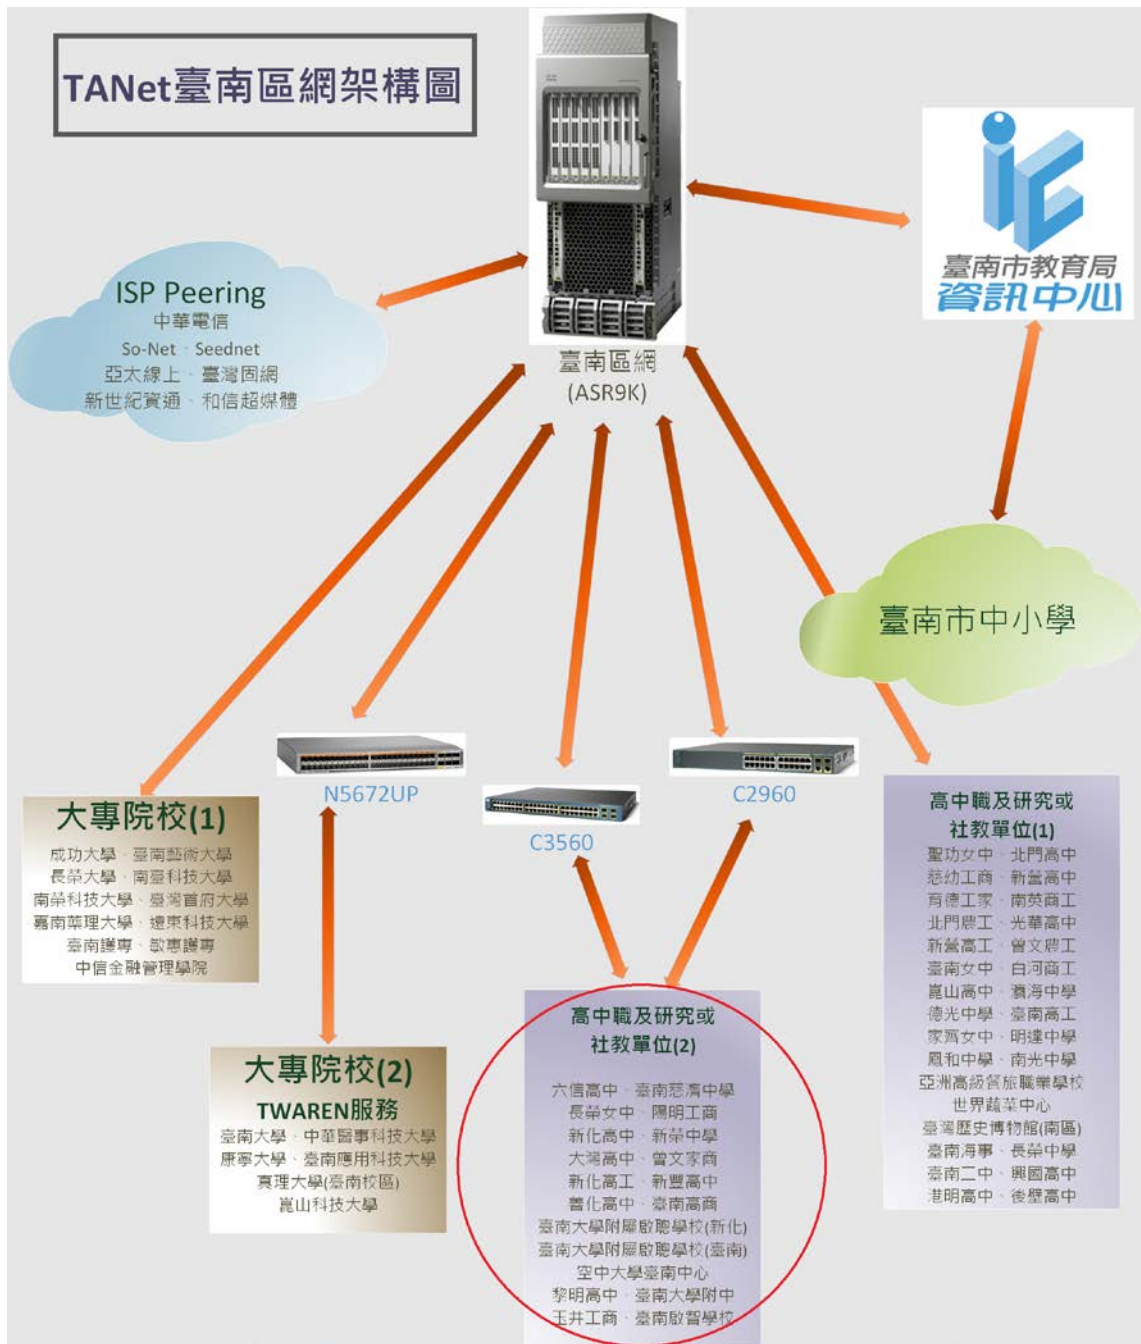 TANet臺南區網架構圖
ISP Peering
中華電信
So-Net、Seednet
亞太線上、臺灣固網
新世紀資通、和信超媒體
臺南區網
(ASR9K)
ic
臺南市教育局
資訊中心
臺南市中小學
N5672UP
C3560
C2960
大專院校(1)
成功大學、臺南藝術大學
長榮大學、南臺科技大學
南榮科技大學、臺灣首府大學
嘉南藥理大學、遠東科技大學
臺南護專、敏惠護專
中信金融管理學院
大專院校(2)
TWAREN服務
臺南大學、中華醫事科技大學
康寧大學、臺南應用科技大學
真理大學(臺南校區)
崑山科技大學
高中職及研究或
社教單位(2)
六信高中、臺南慈濟中學
長榮女中、陽明工商
新化高中、新榮中學
大灣高中、曾文家商
新化高工、新豐高中
善化高中、臺南高商
臺南大學附屬啟聰學校(新化)
臺南大學附屬啟聰學校(臺南)
空中大學臺南中心
黎明高中、臺南大學附中
玉井工商、臺南啟智學校
高中職及研究或
社教單位(1)
聖功女中、北門高中
慈幼工商、新營高中
育德工家、南英商工
北門農工、光華高中
新營高工、曾文農工
臺南女中、白河商工
崑山高中、瀛海中學
德光中學、臺南高工
家齊女中、明達中學
鳳和中學、南光中學
亞洲高級餐旅職業學校
世界蔬菜中心
臺灣歷史博物館(南區)
臺南海事、長榮中學
臺南二中、興國高中
港明高中、後壁高中